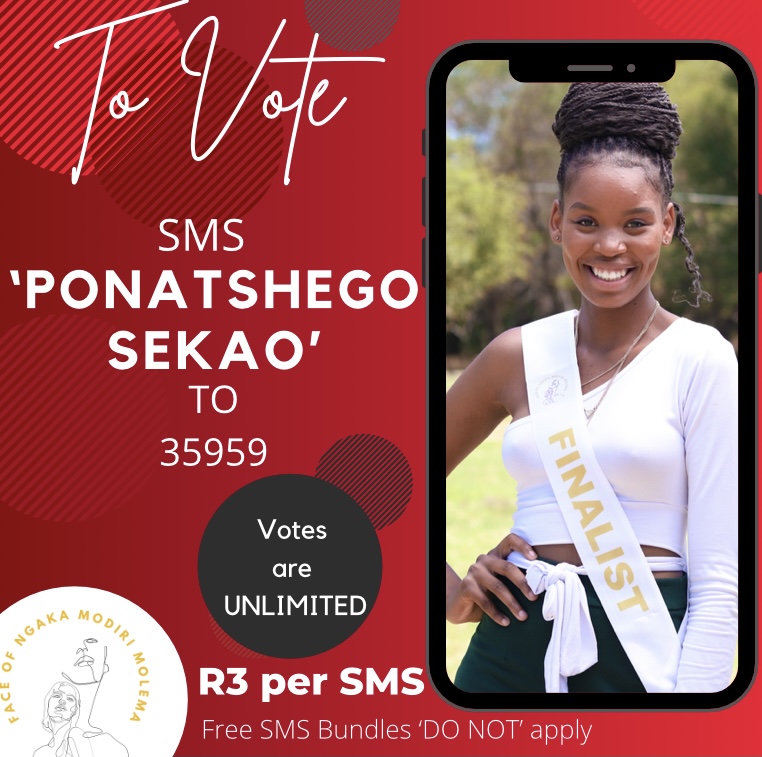 To Vote
SMS
‘PONATSHEGO
SEKAO’
TO
35959
Votes
are
UNLIMITED
R3 per SMS
Free SMS Bundles ‘DO NOT’ apply
FACE OF NGAKA MODIRI MOLEMA
FINALIST